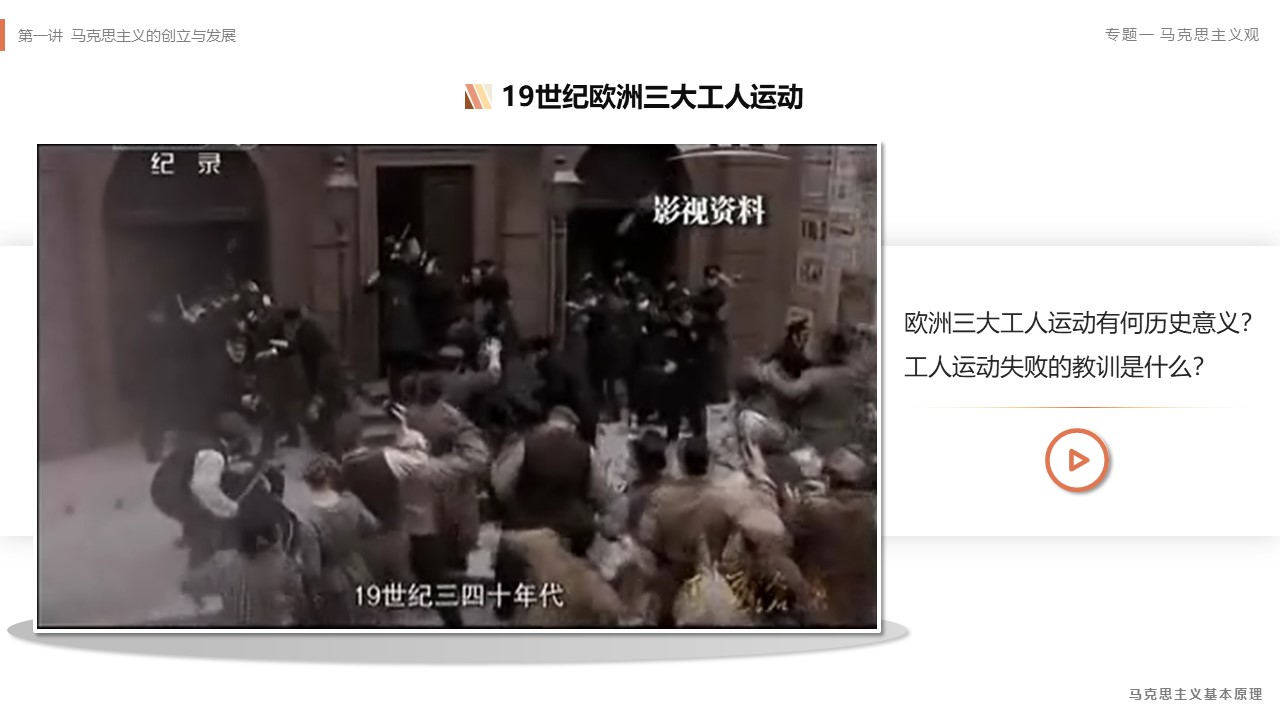 第一讲 马克思主义的创立与发展
专题一 马克思主义观
19世纪欧洲三大工人运动
纪 录
影视资料
欧洲三大工人运动有何历史意义？
工人运动失败的教训是什么？
19世纪三四十年代
马克思主义基本原理